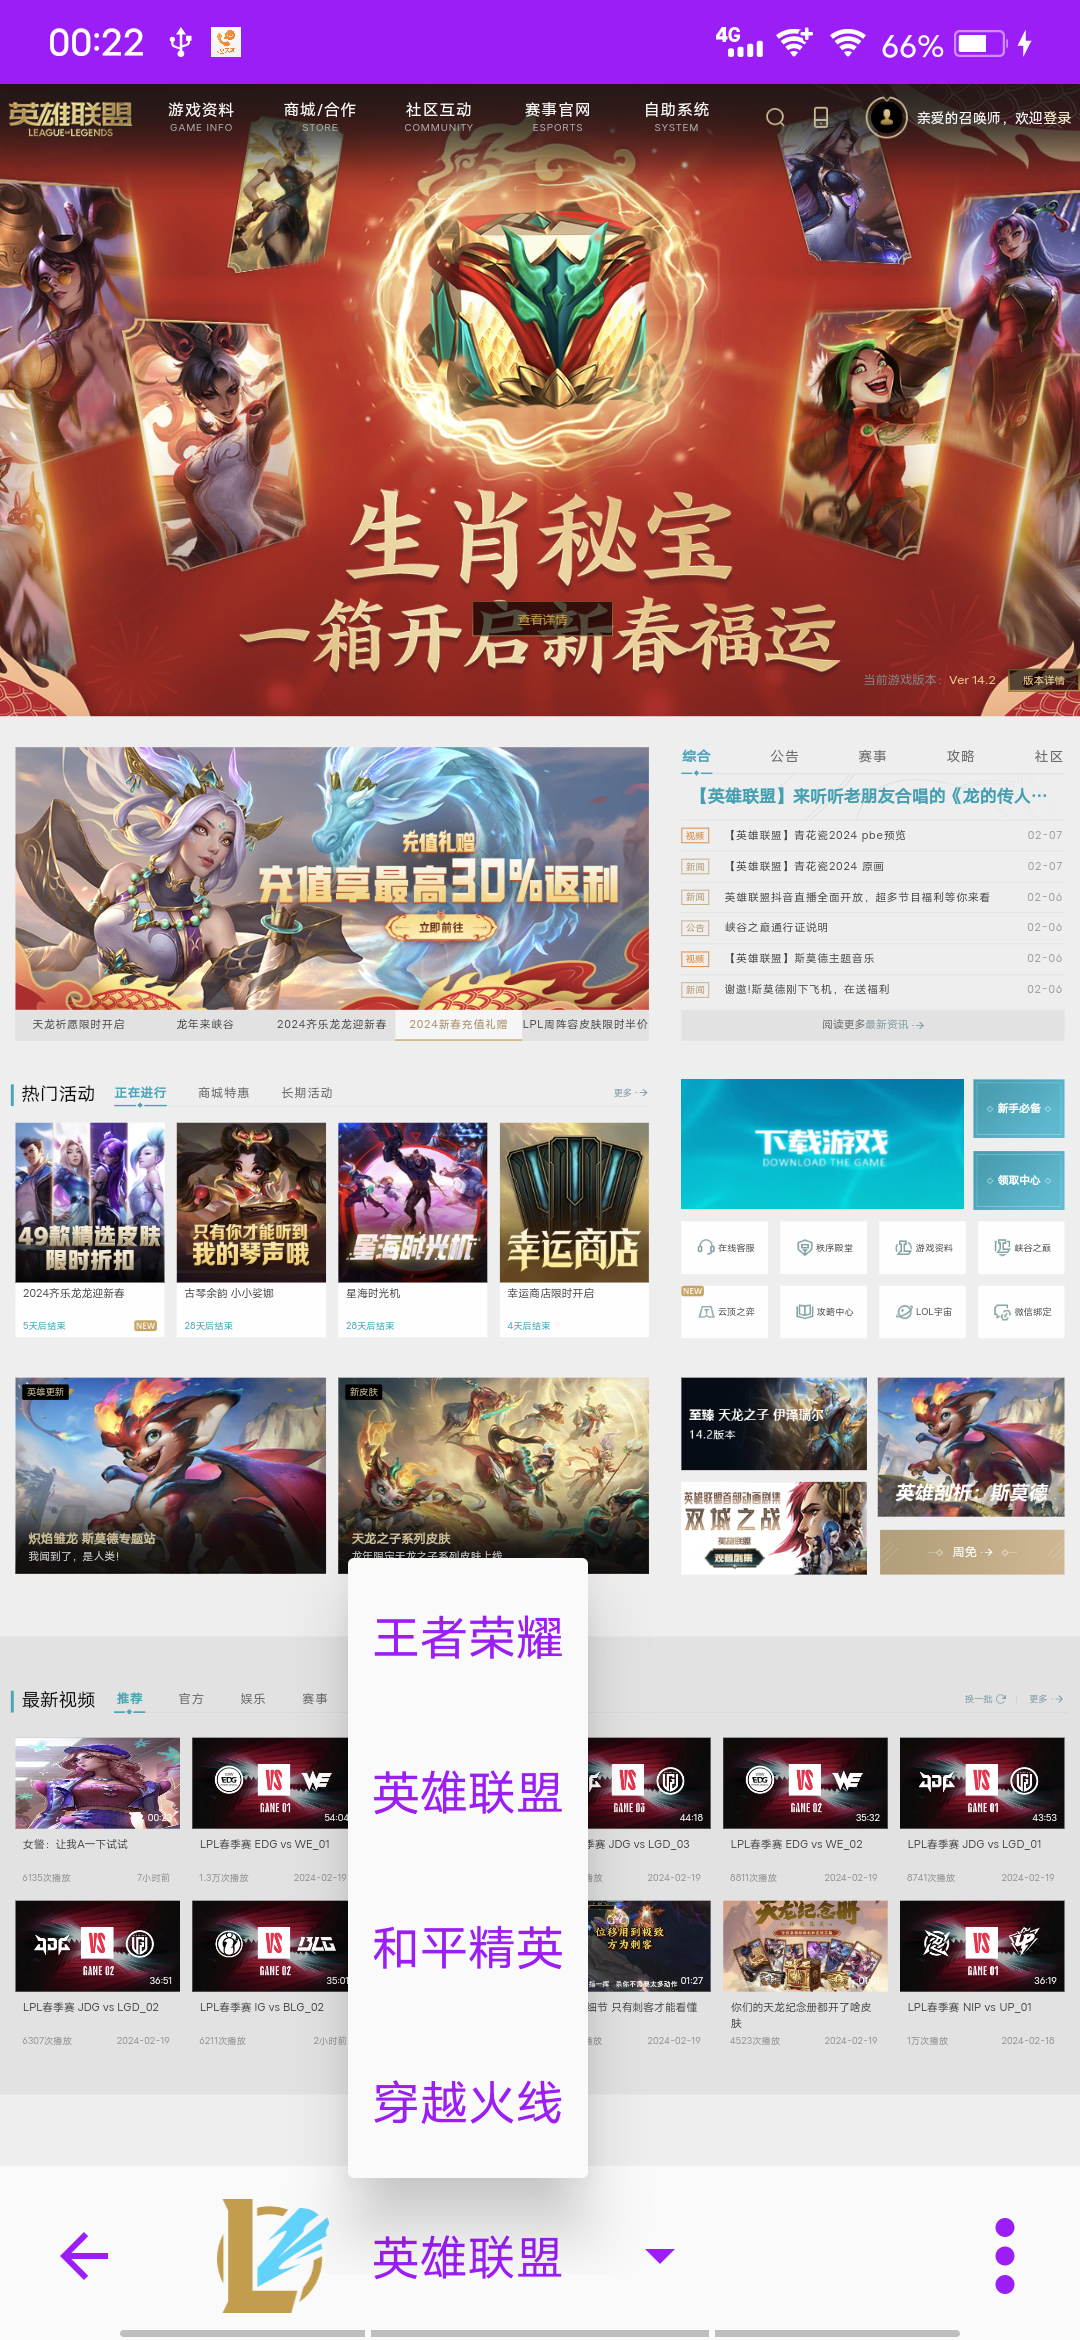 00:22
4G
66%
英雄联盟
LEAGUE OF LEGENDS
游戏资料
GAME INFO
商城/合作
STORE
社区互动
COMMUNITY
赛事官网
ESPORTS
自助系统
SYSTEM
亲爱的召唤师，欢迎登录
生肖秘宝
一箱开启新春福运
查看详情
当前游戏版本：Ver 14.2
版本详情
充值礼赠
充值享最高30%返利
立即前往
天龙祈愿限时开启
龙年来峡谷
2024齐乐龙龙迎新春
2024新春充值礼赠
LPL周阵容皮肤限时半价
综合
公告
赛事
攻略
社区
【英雄联盟】来听听老朋友合唱的《龙的传人…
视频 【英雄联盟】青花瓷2024 pbe预览 02-07
新闻 【英雄联盟】青花瓷2024 原画 02-07
新闻 英雄联盟抖音直播全面开放，超多节目福利等你来看 02-06
公告 峡谷之巅通行证说明 02-06
视频 【英雄联盟】斯莫德主题音乐 02-06
新闻 谢邀!斯莫德刚下飞机，在送福利 02-06
阅读更多最新资讯
热门活动
正在进行
商城特惠
长期活动
更多
49款精选皮肤
限时折扣
2024齐乐龙龙迎新春
5天后结束
NEW
只有你才能听到
我的琴声哦
古琴余韵 小小娑娜
28天后结束
星海时光机
星海时光机
28天后结束
幸运商店
幸运商店限时开启
4天后结束
下载游戏
DOWNLOAD THE GAME
新手必备
领取中心
在线客服
秩序殿堂
游戏资料
峡谷之巅
NEW
云顶之弈
攻略中心
LOL宇宙
微信绑定
英雄更新
炽焰雏龙 斯莫德专题站
我闻到了，是人类！
新皮肤
天龙之子系列皮肤
龙年限定天龙之子系列皮肤上线
至臻 天龙之子 伊泽瑞尔
14.2版本
英雄联盟首部动画剧集
双城之战
英雄联盟
观看剧集
英雄剖析：斯莫德
周免
最新视频
推荐
官方
娱乐
赛事
换一批
更多
女警：让我A一下试试
6135次播放
7小时前
EDG VS WE
GAME 01
54:04
LPL春季赛 EDG vs WE_01
1.3万次播放
2024-02-19
VS
GAME 03
44:18
季赛 JDG vs LGD_03
播放
2024-02-19
EDG VS WE
GAME 02
35:32
LPL春季赛 EDG vs WE_02
8811次播放
2024-02-19
JDG VS
GAME 01
43:53
LPL春季赛 JDG vs LGD_01
8741次播放
2024-02-19
JDG VS
GAME 02
36:51
LPL春季赛 JDG vs LGD_02
6307次播放
2024-02-19
VS BLG
GAME 02
35:01
LPL春季赛 IG vs BLG_02
6211次播放
2小时前
位移用到极致
方为刺客
01:27
细节 只有刺客才能看懂
播放
2024-02-19
天龙纪念册
你们的天龙纪念册都开了啥皮
肤
4523次播放
2024-02-19
VS UP
GAME 01
36:19
LPL春季赛 NIP vs UP_01
1万次播放
2024-02-18
王者荣耀
英雄联盟
和平精英
穿越火线
英雄联盟